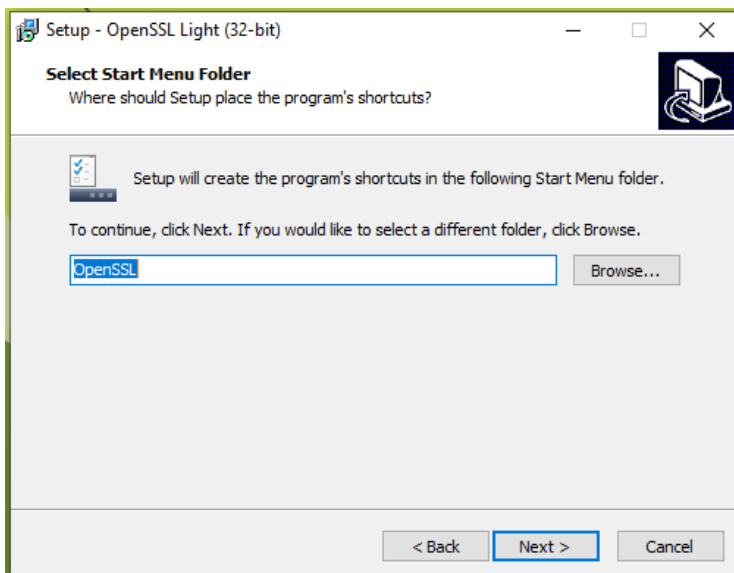 Setup - OpenSSL Light (32-bit)
Select Start Menu Folder
Where should Setup place the program's shortcuts?
Setup will create the program's shortcuts in the following Start Menu folder.
To continue, click Next. If you would like to select a different folder, click Browse.
OpenSSL
Browse...
< Back
Next >
Cancel